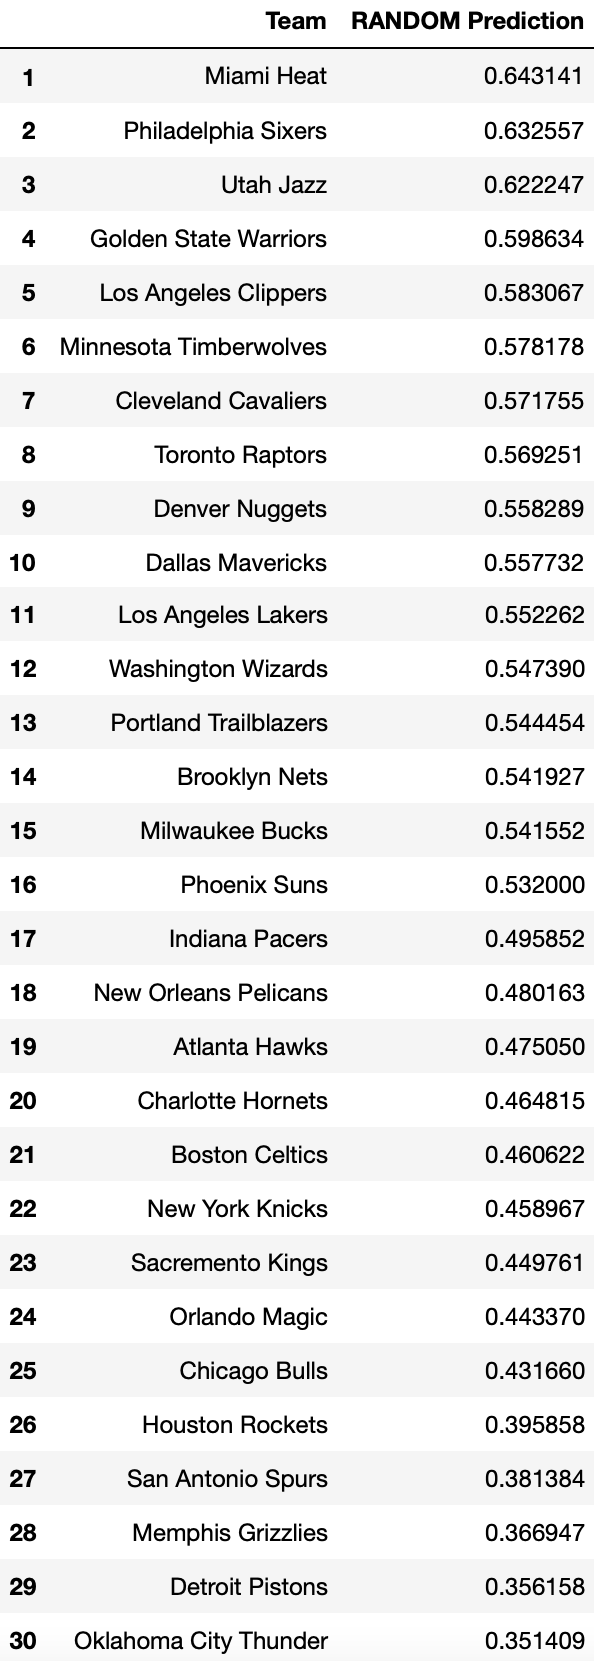 Team RANDOM Prediction
1 Miami Heat 0.643141
2 Philadelphia Sixers 0.632557
3 Utah Jazz 0.622247
4 Golden State Warriors 0.598634
5 Los Angeles Clippers 0.583067
6 Minnesota Timberwolves 0.578178
7 Cleveland Cavaliers 0.571755
8 Toronto Raptors 0.569251
9 Denver Nuggets 0.558289
10 Dallas Mavericks 0.557732
11 Los Angeles Lakers 0.552262
12 Washington Wizards 0.547390
13 Portland Trailblazers 0.544454
14 Brooklyn Nets 0.541927
15 Milwaukee Bucks 0.541552
16 Phoenix Suns 0.532000
17 Indiana Pacers 0.495852
18 New Orleans Pelicans 0.480163
19 Atlanta Hawks 0.475050
20 Charlotte Hornets 0.464815
21 Boston Celtics 0.460622
22 New York Knicks 0.458967
23 Sacremento Kings 0.449761
24 Orlando Magic 0.443370
25 Chicago Bulls 0.431660
26 Houston Rockets 0.395858
27 San Antonio Spurs 0.381384
28 Memphis Grizzlies 0.366947
29 Detroit Pistons 0.356158
30 Oklahoma City Thunder 0.351409